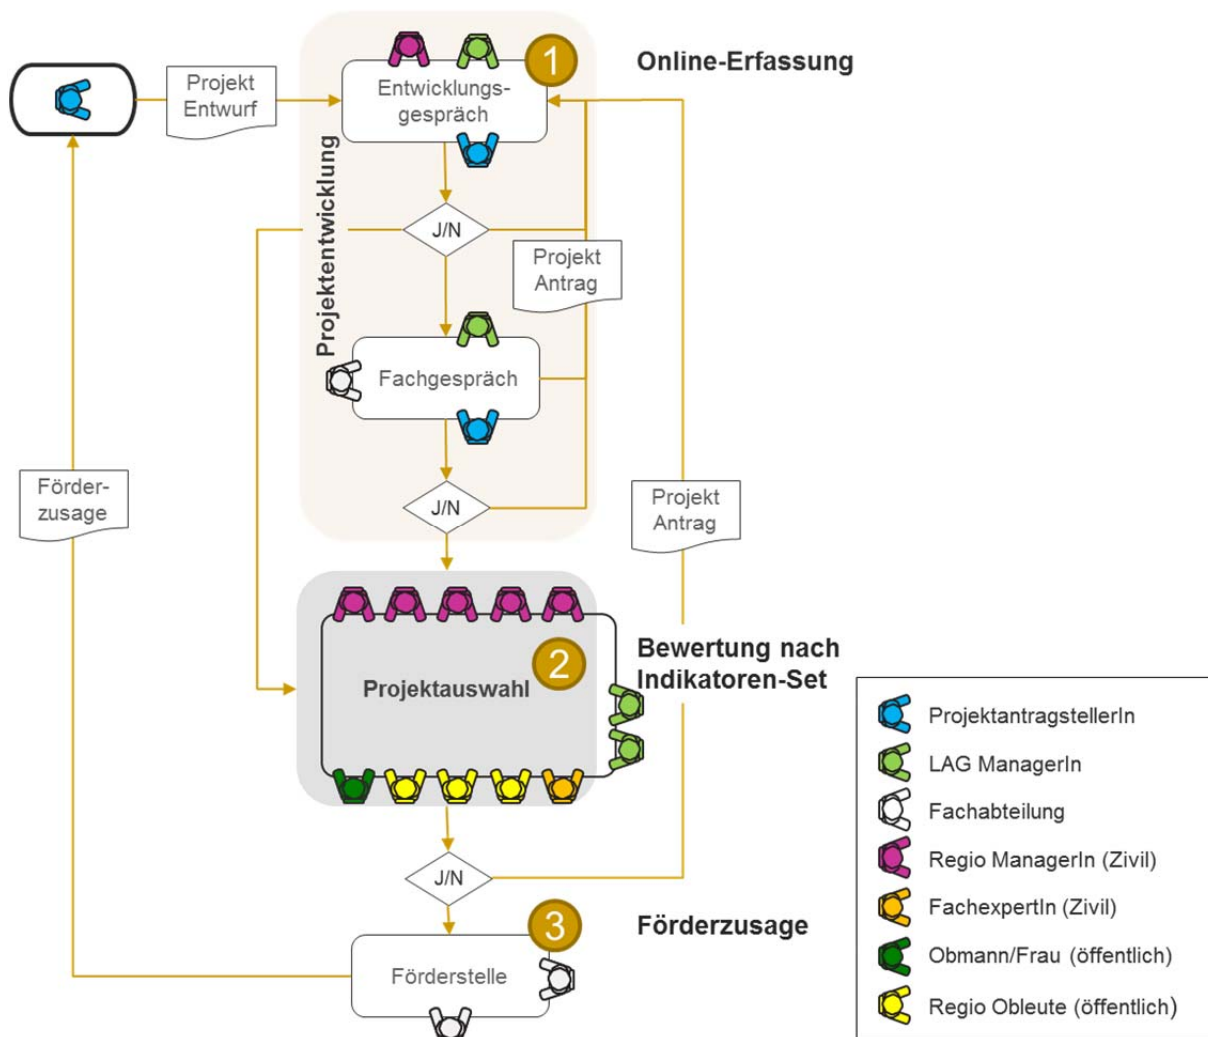 1
Online-Erfassung
Projekt
Entwurf
Entwicklungs-
gespräch
Projektentwicklung
J/N
Projekt
Antrag
Fachgespräch
Förder-
zusage
J/N
Projekt
Antrag
2
Projektauswahl
Bewertung nach
Indikatoren-Set
J/N
3
Förderzusage
Förderstelle
ProjektantragstellerIn
LAG ManagerIn
Fachabteilung
Regio ManagerIn (Zivil)
FachexpertIn (Zivil)
Obmann/Frau (öffentlich)
Regio Obleute (öffentlich)